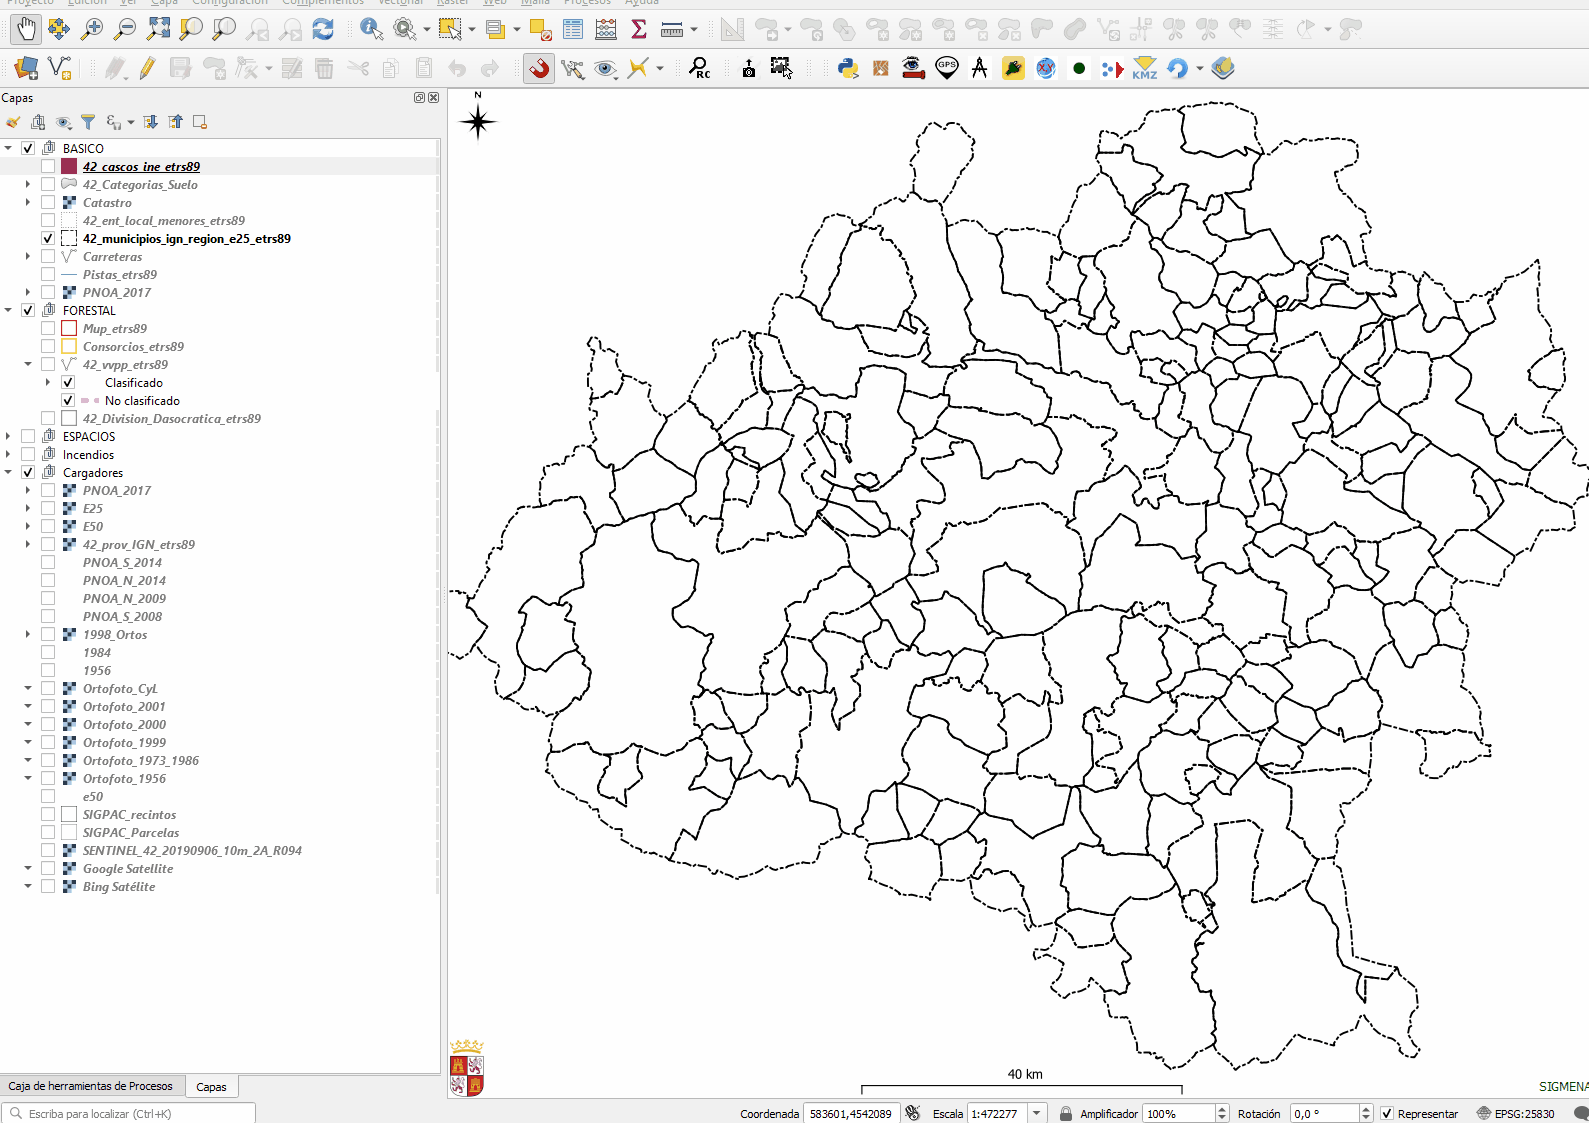 Proyecto Edición Ver Capa Configuración Complementos Vectorial Ráster Web Malla Procesos Ayuda
RC
GPS
KMZ
Capas
BASICO
42_cascos_ine_etrs89
42_Categorias_Suelo
Catastro
42_ent_local_menores_etrs89
42_municipios_ign_region_e25_etrs89
Carreteras
Pistas_etrs89
PNOA_2017
FORESTAL
Mup_etrs89
Consorcios_etrs89
42_vvpp_etrs89
Clasificado
No clasificado
42_Division_Dasocratica_etrs89
ESPACIOS
Incendios
Cargadores
PNOA_2017
E25
E50
42_prov_IGN_etrs89
PNOA_S_2014
PNOA_N_2014
PNOA_N_2009
PNOA_S_2008
1998_Ortos
1984
1956
Ortofoto_CyL
Ortofoto_2001
Ortofoto_2000
Ortofoto_1999
Ortofoto_1973_1986
Ortofoto_1956
e50
SIGPAC_recintos
SIGPAC_Parcelas
SENTINEL_42_20190906_10m_2A_R094
Google Satellite
Bing Satélite
N
40 km
SIGMENA
Caja de herramientas de Procesos Capas
Escriba para localizar (Ctrl+K) Coordenada 583601,4542089 Escala 1:472277 Amplificador 100% Rotación 0,0 ° Representar EPSG:25830